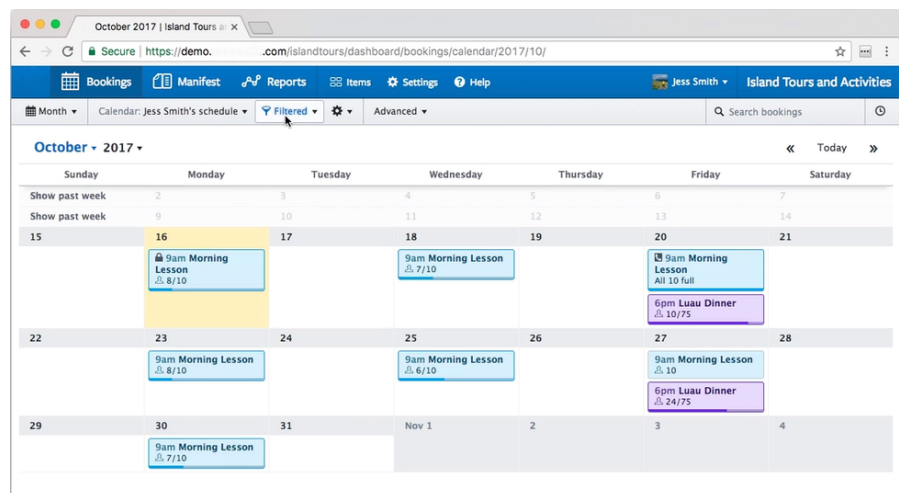 October 2017 | Island Tours a
Secure | https://demo. .com/islandtours/dashboard/bookings/calendar/2017/10/
Bookings Manifest Reports Items Settings Help Jess Smith Island Tours and Activities
Month Calendar: Jess Smith's schedule Filtered Advanced Search bookings
October 2017 « Today »
Sunday Monday Tuesday Wednesday Thursday Friday Saturday
Show past week 2 3 4 5 6 7
Show past week 9 10 11 12 13 14
15 16 17 18 19 20 21
9am Morning
Lesson
8/10
9am Morning Lesson
7/10
9am Morning
Lesson
All 10 full
6pm Luau Dinner
10/75
22 23 24 25 26 27 28
9am Morning Lesson
8/10
9am Morning Lesson
6/10
9am Morning Lesson
10
6pm Luau Dinner
24/75
29 30 31 Nov 1 2 3 4
9am Morning Lesson
7/10